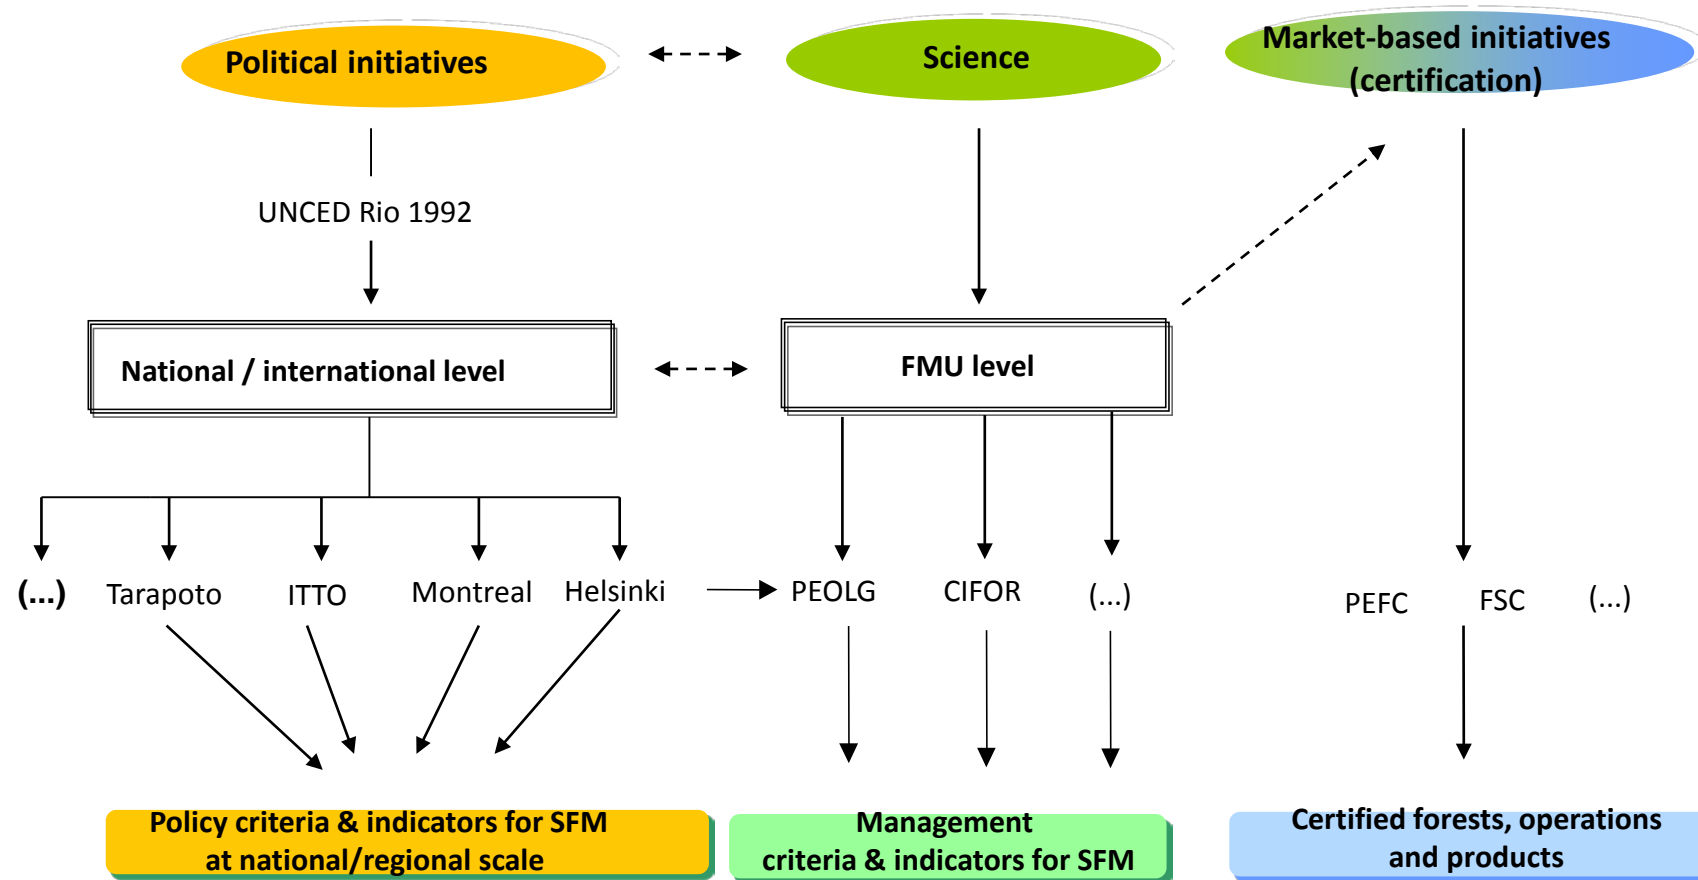 Political initiatives
Science
Market-based initiatives
(certification)
UNCED Rio 1992
National / international level
FMU level
(...)
Tarapoto
ITTO
Montreal
Helsinki
PEOLG
CIFOR
(...)
PEFC
FSC
(...)
Policy criteria & indicators for SFM
at national/regional scale
Management
criteria & indicators for SFM
Certified forests, operations
and products